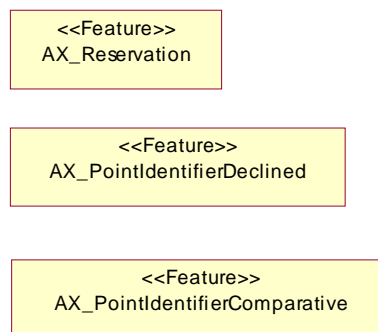 <<Feature>>
AX_Reservation
<<Feature>>
AX_PointIdentifierDeclined
<<Feature>>
AX_PointIdentifierComparative